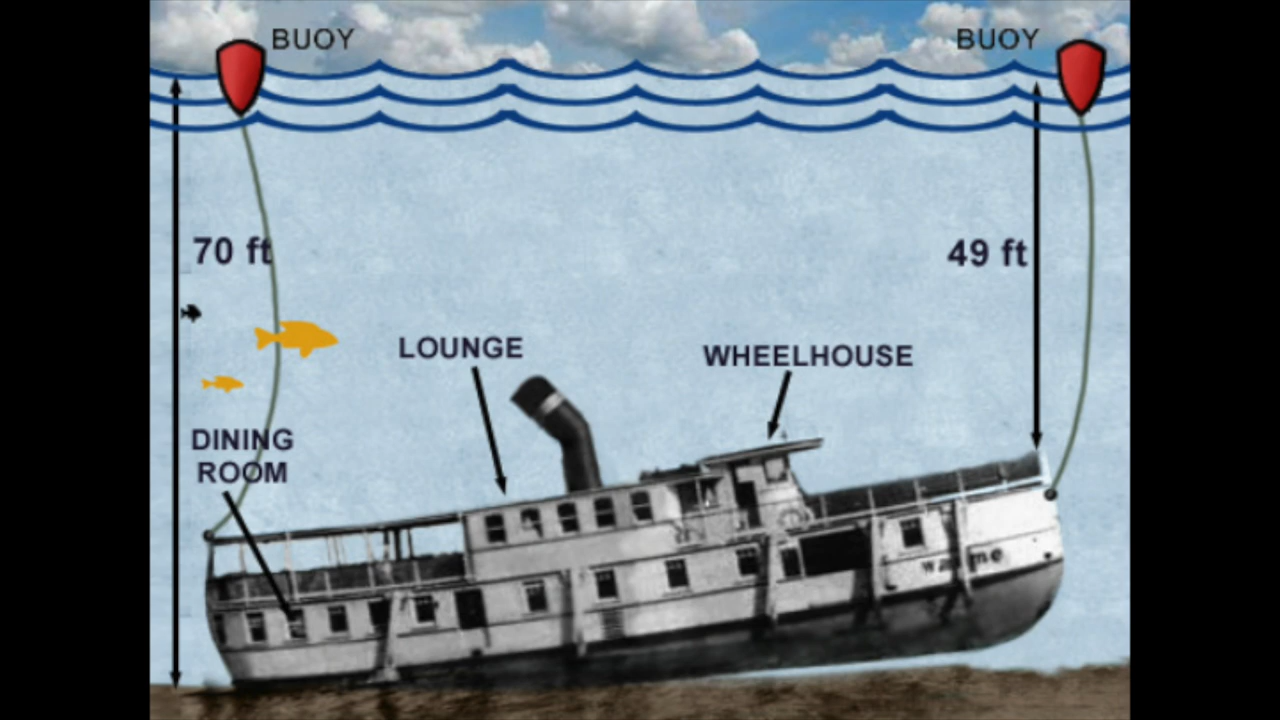 BUOY
BUOY
70 ft
49 ft
LOUNGE
WHEELHOUSE
DINING
ROOM